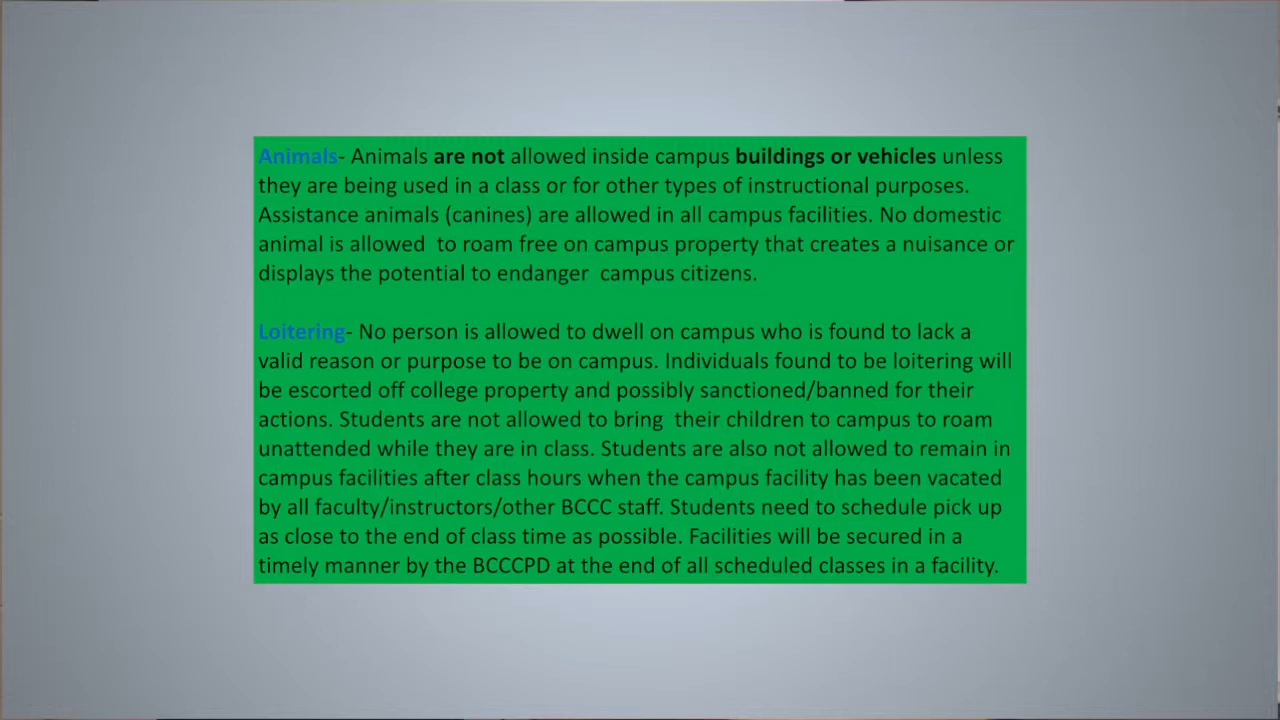 Animals- Animals are not allowed inside campus buildings or vehicles unless
they are being used in a class or for other types of instructional purposes.
Assistance animals (canines) are allowed in all campus facilities. No domestic
animal is allowed  to roam free on campus property that creates a nuisance or
displays the potential to endanger  campus citizens.
Loitering- No person is allowed to dwell on campus who is found to lack a
valid reason or purpose to be on campus. Individuals found to be loitering will
be escorted off college property and possibly sanctioned/banned for their
actions. Students are not allowed to bring  their children to campus to roam
unattended while they are in class. Students are also not allowed to remain in
campus facilities after class hours when the campus facility has been vacated
by all faculty/instructors/other BCCC staff. Students need to schedule pick up
as close to the end of class time as possible. Facilities will be secured in a
timely manner by the BCCCPD at the end of all scheduled classes in a facility.